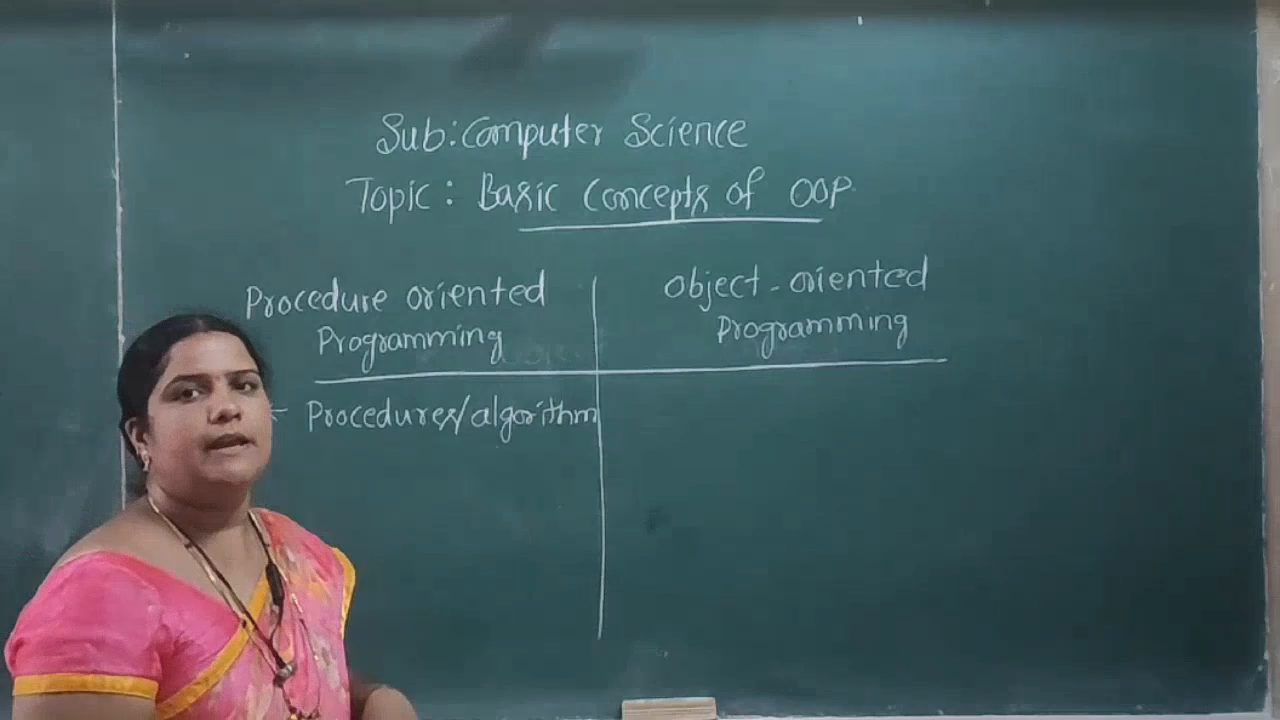 Sub: Computer Science
Topic: Basic Concepts of OOP
Procedure oriented
Programming
Object-oriented
Programming
- Procedures/algorithm